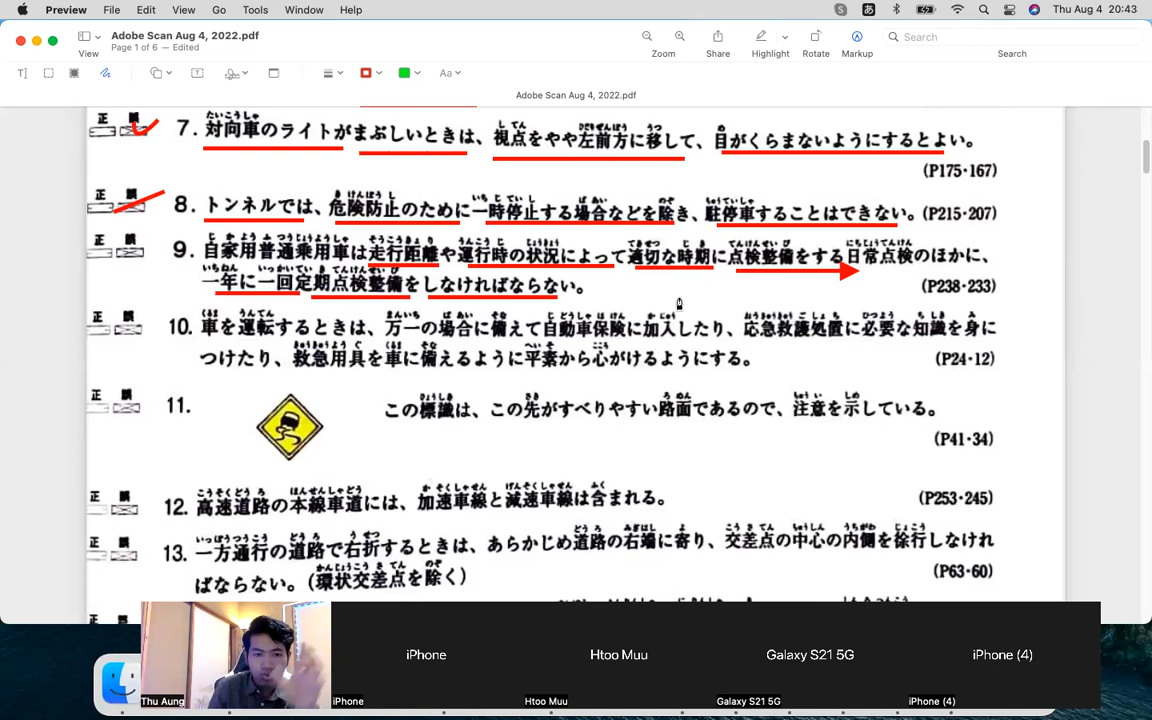 Preview File Edit View Go Tools Window Help Thu Aug 4 20:43
Adobe Scan Aug 4, 2022.pdf
Page 1 of 6 — Edited
View Zoom Share Highlight Rotate Markup Search
Search
Adobe Scan Aug 4, 2022.pdf
正 誤 7. 対向車のライトがまぶしいときは、視点をやや左前方に移して、目がくらまないようにするとよい。
(P175・167)
正 誤 8. トンネルでは、危険防止のために一時停止する場合などを除き、駐停車することはできない。(P215・207)
正 誤 9. 自家用普通乗用車は走行距離や運行時の状況によって適切な時期に点検整備をする日常点検のほかに、
一年に一回定期点検整備をしなければならない。 (P238・233)
正 誤 10. 車を運転するときは、万一の場合に備えて自動車保険に加入したり、応急救護処置に必要な知識を身に
つけたり、救急用具を車に備えるように平素から心がけるようにする。 (P24・12)
正 誤 11. この標識は、この先がすべりやすい路面であるので、注意を示している。
(P41・34)
正 誤 12. 高速道路の本線車道には、加速車線と減速車線は含まれる。 (P253・245)
正 誤 13. 一方通行の道路で右折するときは、あらかじめ道路の右端に寄り、交差点の中心の内側を徐行しなけれ
ばならない。(環状交差点を除く) (P63・60)
iPhone Htoo Muu Galaxy S21 5G iPhone (4)
Thu Aung iPhone Htoo Muu Galaxy S21 5G iPhone (4)